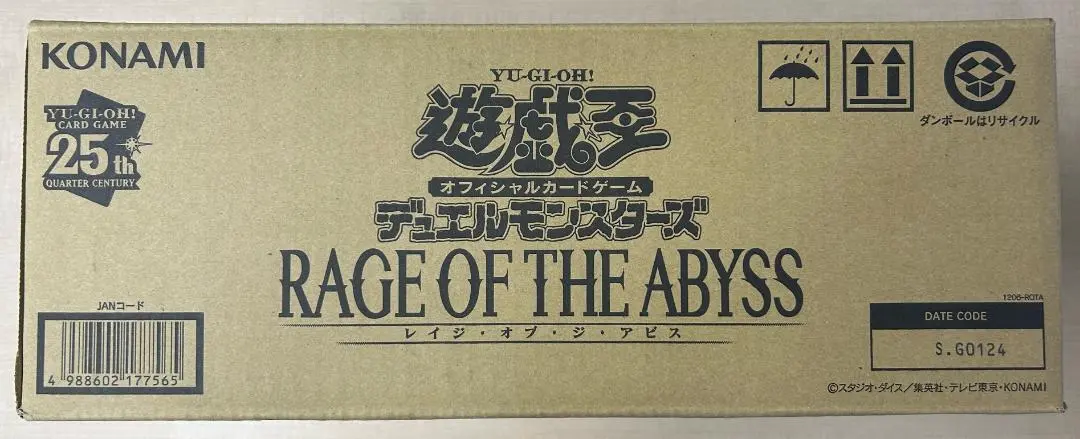 KONAMI
YU-GI-OH!
CARD GAME
25th
QUARTER CENTURY
YU-GI-OH!
遊戯王
オフィシャルカードゲーム
デュエルモンスターズ
RAGE OF THE ABYSS
レイジ・オブ・ジ・アビス
ダンボールはリサイクル
JANコード
4 988602 177565
1206-ROTA
DATE CODE
S.G0124
©スタジオ・ダイス／集英社・テレビ東京・KONAMI